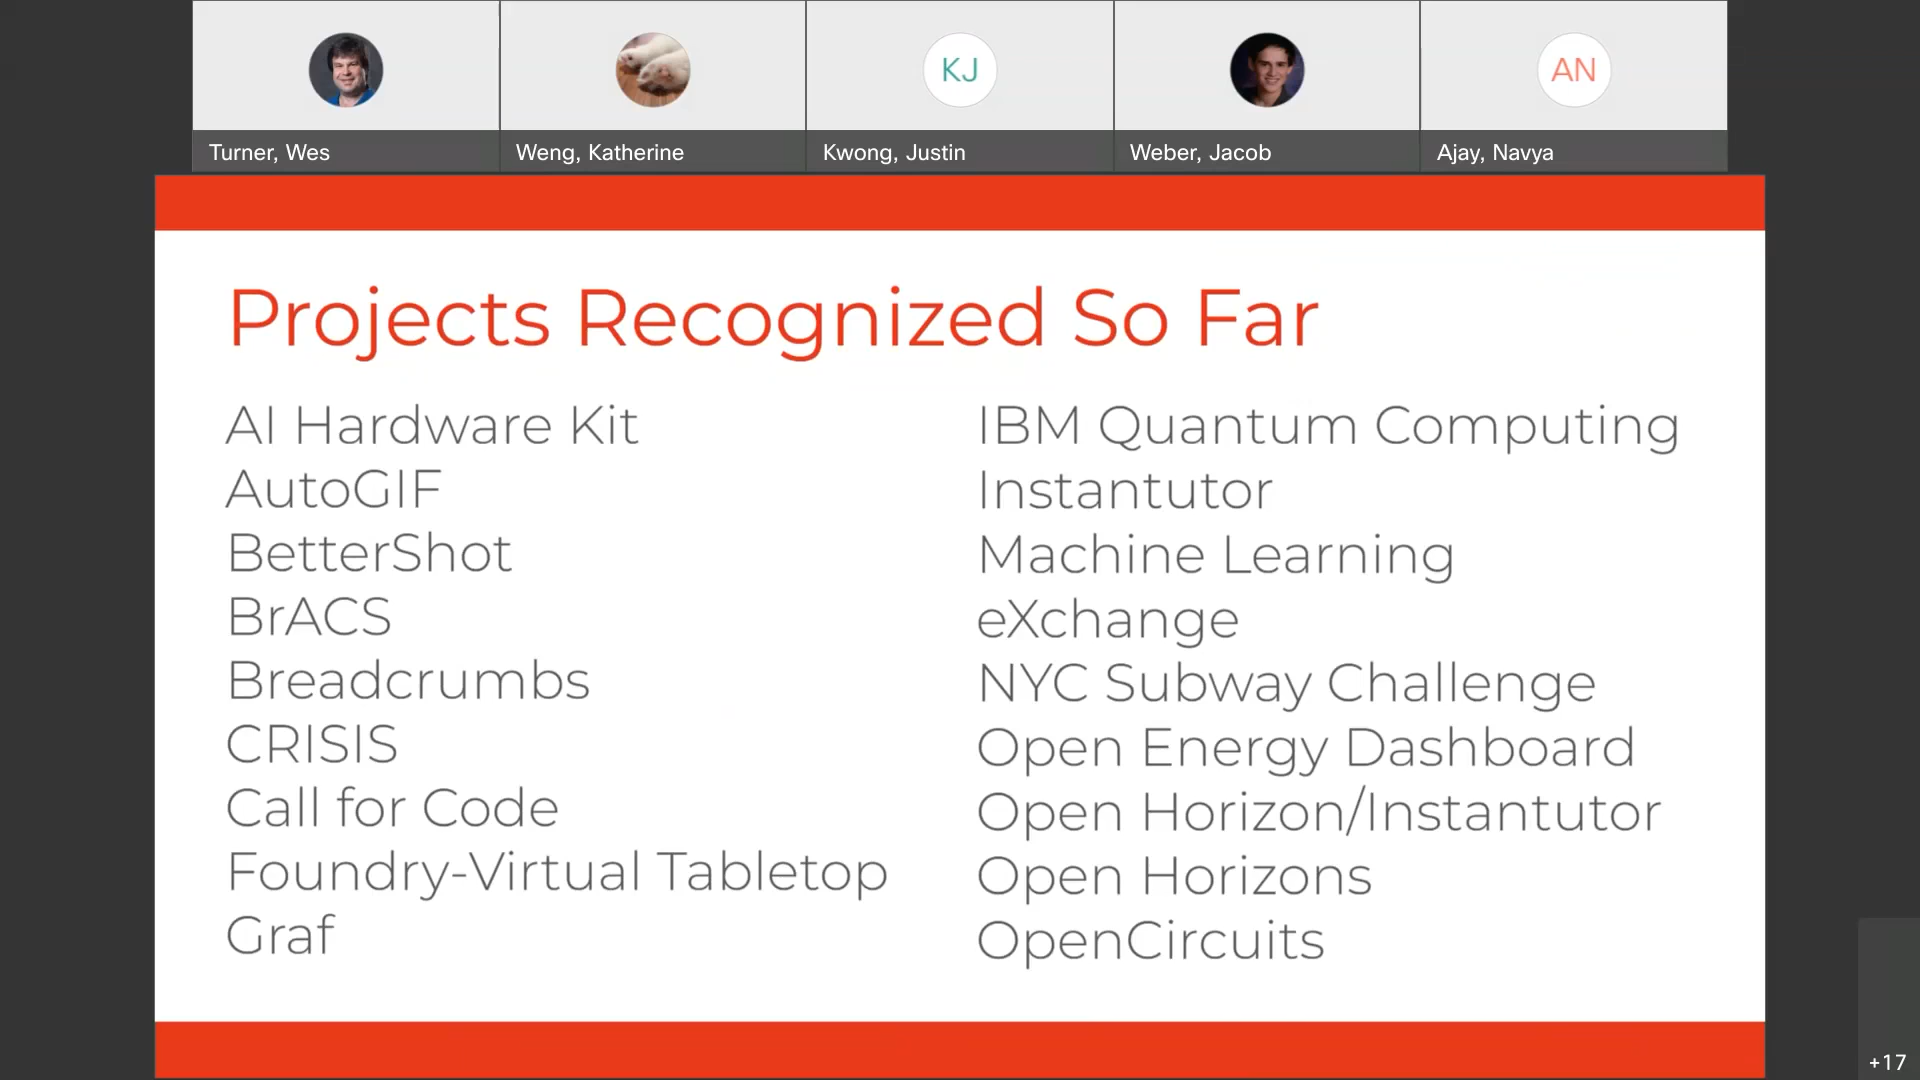 KJ
AN
Turner, Wes
Weng, Katherine
Kwong, Justin
Weber, Jacob
Ajay, Navya
Projects Recognized So Far
AI Hardware Kit
AutoGIF
BetterShot
BrACS
Breadcrumbs
CRISIS
Call for Code
Foundry-Virtual Tabletop
Graf
IBM Quantum Computing
Instantutor
Machine Learning
eXchange
NYC Subway Challenge
Open Energy Dashboard
Open Horizon/Instantutor
Open Horizons
OpenCircuits
+17